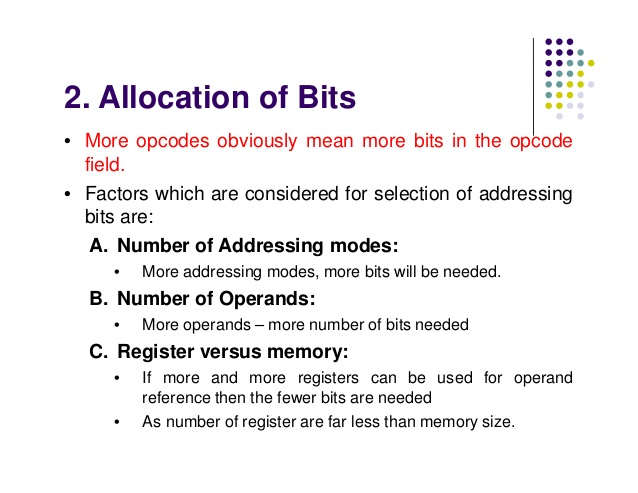 2. Allocation of Bits
• More opcodes obviously mean more bits in the opcode
field.
• Factors which are considered for selection of addressing
bits are:
A. Number of Addressing modes:
• More addressing modes, more bits will be needed.
B. Number of Operands:
• More operands – more number of bits needed
C. Register versus memory:
• If more and more registers can be used for operand
reference then the fewer bits are needed
• As number of register are far less than memory size.